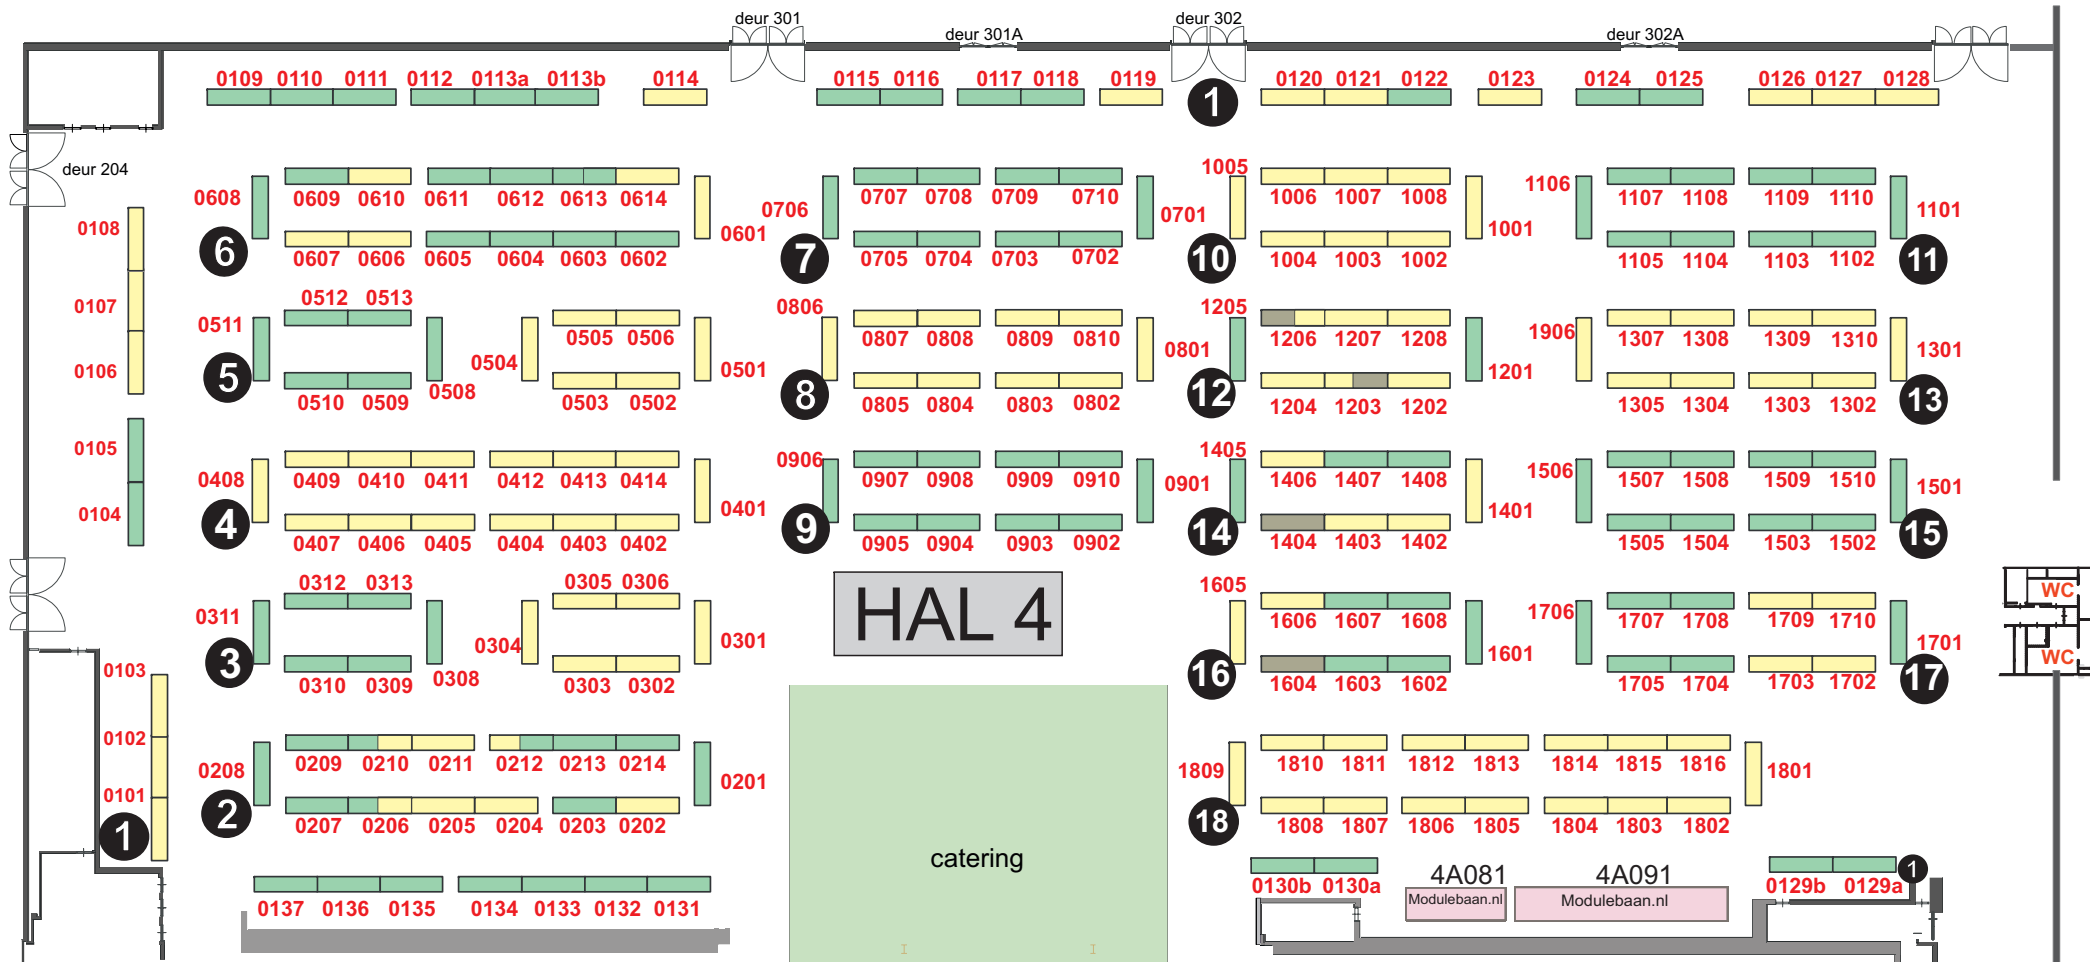 deur 301
deur 302
deur 301A
deur 302A
0109 0110 0111 0112 0113a 0113b 0114 0115 0116 0117 0118 0119 0120 0121 0122 0123 0124 0125 0126 0127 0128
1
deur 204
0608 0609 0610 0611 0612 0613 0614 0601 0706 0707 0708 0709 0710 0701 1005 1006 1007 1008 1001 1106 1107 1108 1109 1110 1101
0108
6 0607 0606 0605 0604 0603 0602 7 0705 0704 0703 0702 10 1004 1003 1002 1105 1104 1103 1102 11
0107
0511 0512 0513 0508 0504 0505 0506 0501 0806 0807 0808 0809 0810 0801 1205 1206 1207 1208 1201 1906 1307 1308 1309 1310 1301
0106
5 0510 0509 0503 0502 8 0805 0804 0803 0802 12 1204 1203 1202 1305 1304 1303 1302 13
0105
0408 0409 0410 0411 0412 0413 0414 0401 0906 0907 0908 0909 0910 0901 1405 1406 1407 1408 1401 1506 1507 1508 1509 1510 1501
0104
4 0407 0406 0405 0404 0403 0402 9 0905 0904 0903 0902 14 1404 1403 1402 1505 1504 1503 1502 15
HAL 4
0311 0312 0313 0308 0304 0305 0306 0301 1605 1606 1607 1608 1601 1706 1707 1708 1709 1710 1701
WC
WC
3 0310 0309 0303 0302 16 1604 1603 1602 1705 1704 1703 1702 17
0103
0102
0101
1
0208 0209 0210 0211 0212 0213 0214 0201 1809 1810 1811 1812 1813 1814 1815 1816 1801
2 0207 0206 0205 0204 0203 0202 18 1808 1807 1806 1805 1804 1803 1802
catering
4A081 4A091
1
0130b 0130a Modulebaan.nl Modulebaan.nl 0129b 0129a
0137 0136 0135 0134 0133 0132 0131